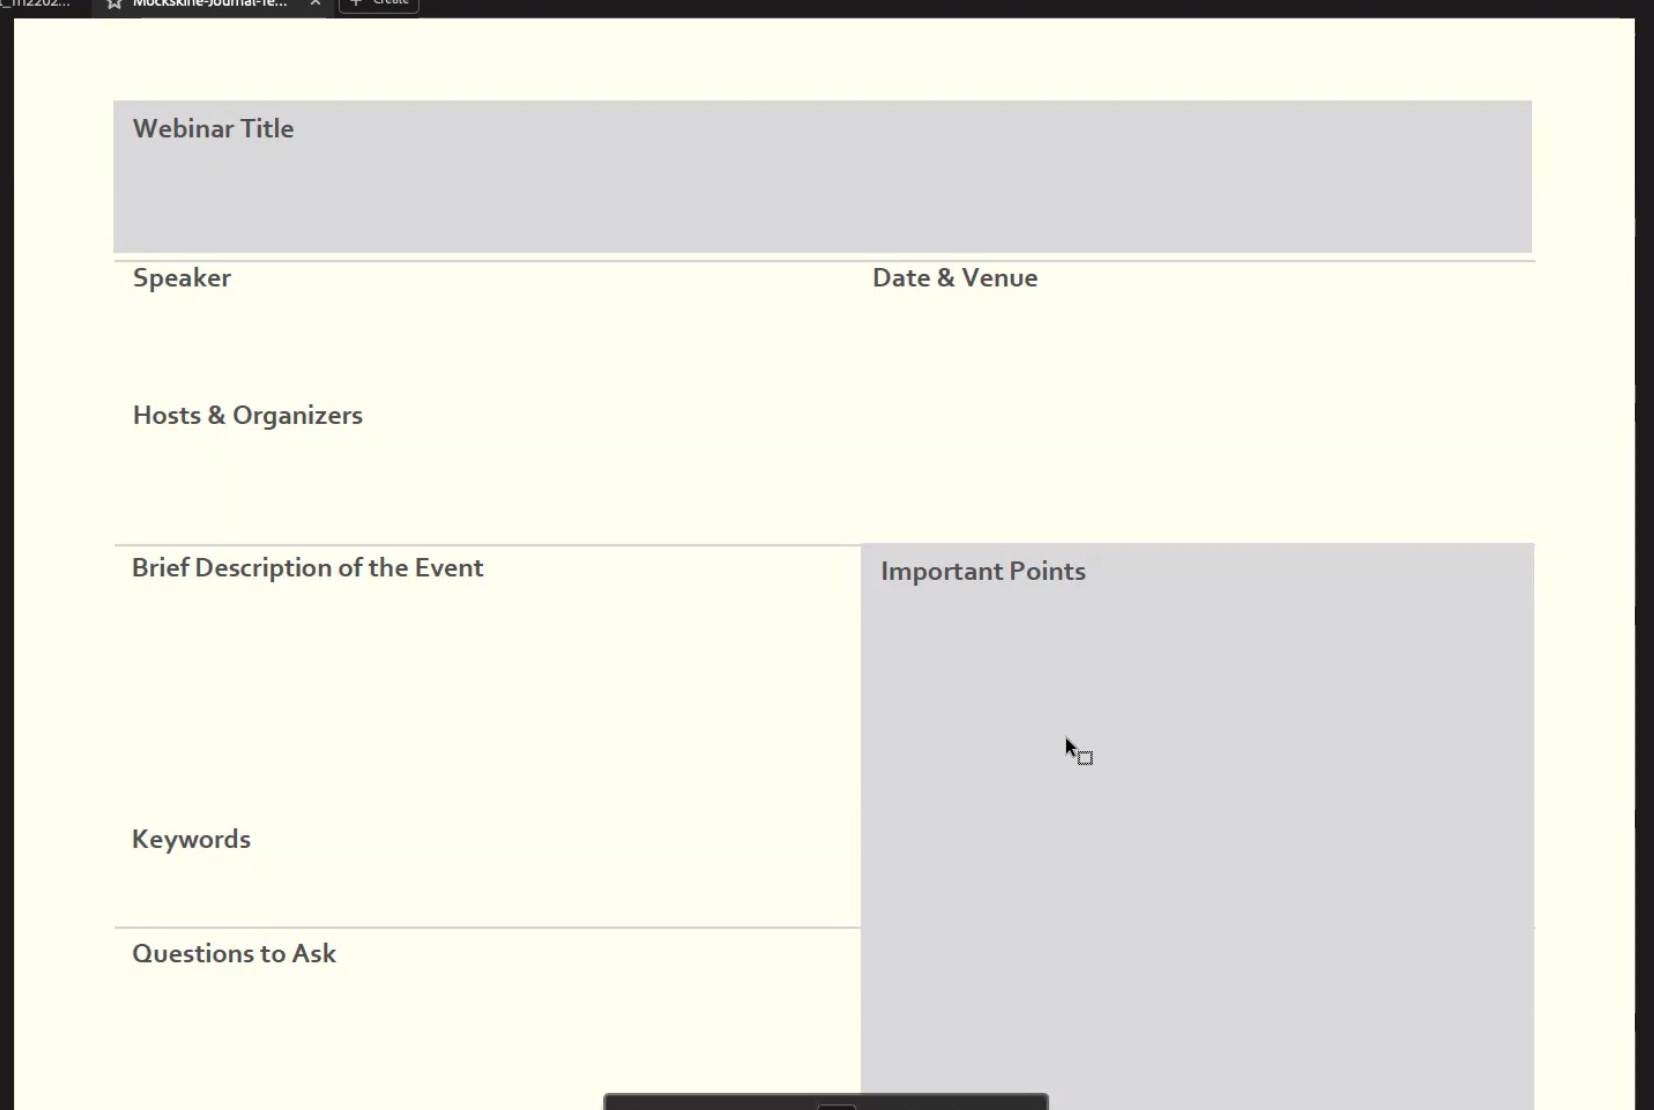 Mockskine-Journal-Te...
Create
Webinar Title
Speaker
Date & Venue
Hosts & Organizers
Brief Description of the Event
Important Points
Keywords
Questions to Ask